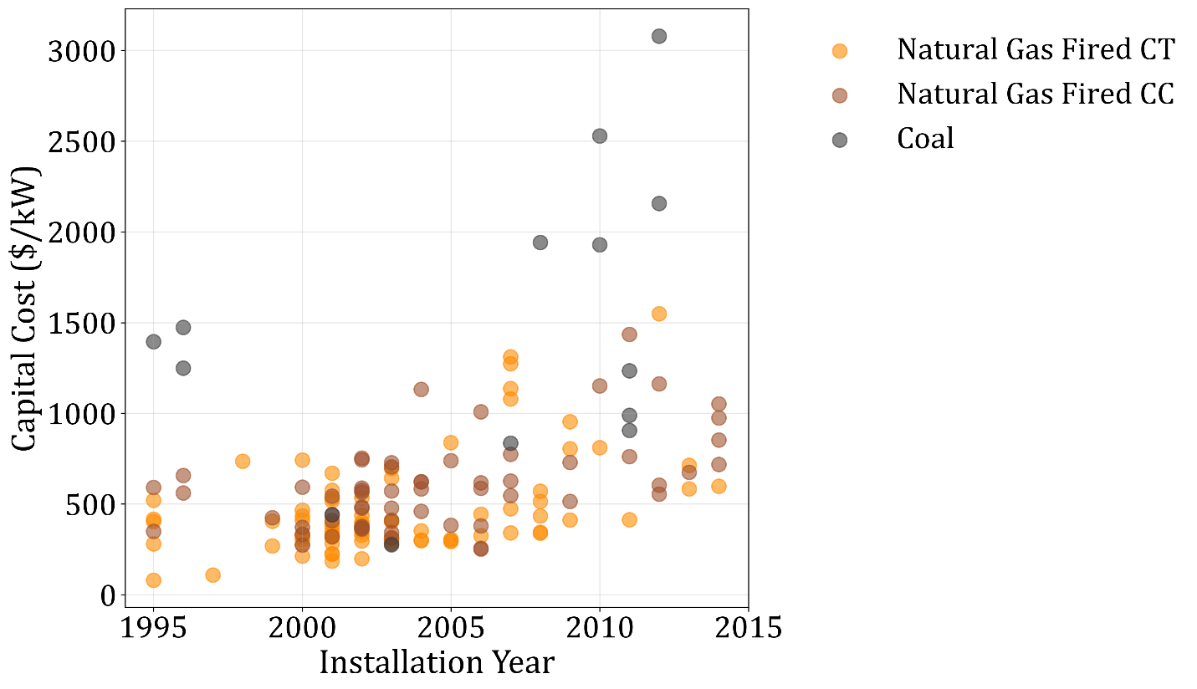 3000
2500
2000
1500
1000
500
0
Capital Cost ($/kW)
1995 2000 2005 2010 2015
Installation Year
Natural Gas Fired CT
Natural Gas Fired CC
Coal